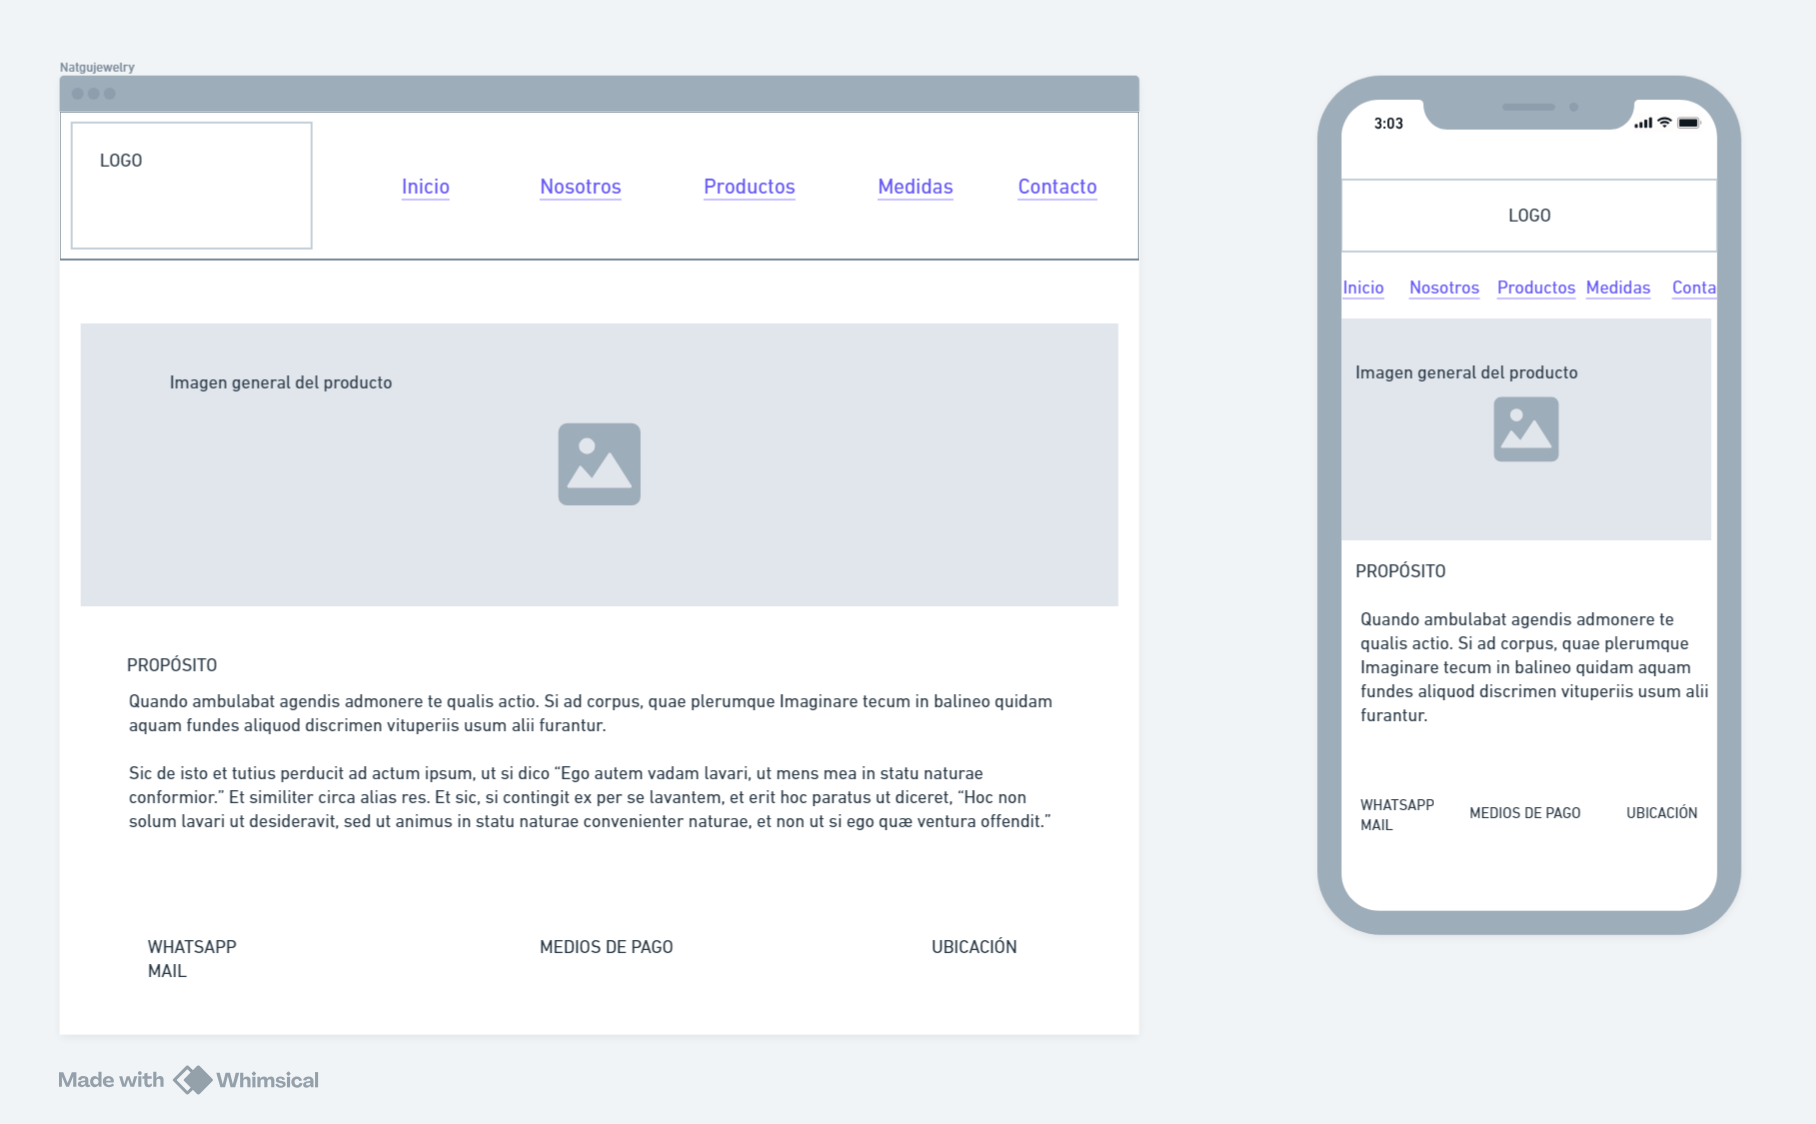 Natgujewelry
LOGO
Inicio Nosotros Productos Medidas Contacto
Imagen general del producto
PROPÓSITO
Quando ambulabat agendis admonere te qualis actio. Si ad corpus, quae plerumque Imaginare tecum in balineo quidam
aquam fundes aliquod discrimen vituperiis usum alii furantur.
Sic de isto et tutius perducit ad actum ipsum, ut si dico “Ego autem vadam lavari, ut mens mea in statu naturae
conformior.” Et similiter circa alias res. Et sic, si contingit ex per se lavantem, et erit hoc paratus ut diceret, “Hoc non
solum lavari ut desideravit, sed ut animus in statu naturae convenienter naturae, et non ut si ego quæ ventura offendit.”
WHATSAPP MEDIOS DE PAGO UBICACIÓN
MAIL
Made with Whimsical
3:03
LOGO
Inicio Nosotros Productos Medidas Conta
Imagen general del producto
PROPÓSITO
Quando ambulabat agendis admonere te
qualis actio. Si ad corpus, quae plerumque
Imaginare tecum in balineo quidam aquam
fundes aliquod discrimen vituperiis usum alii
furantur.
WHATSAPP MEDIOS DE PAGO UBICACIÓN
MAIL